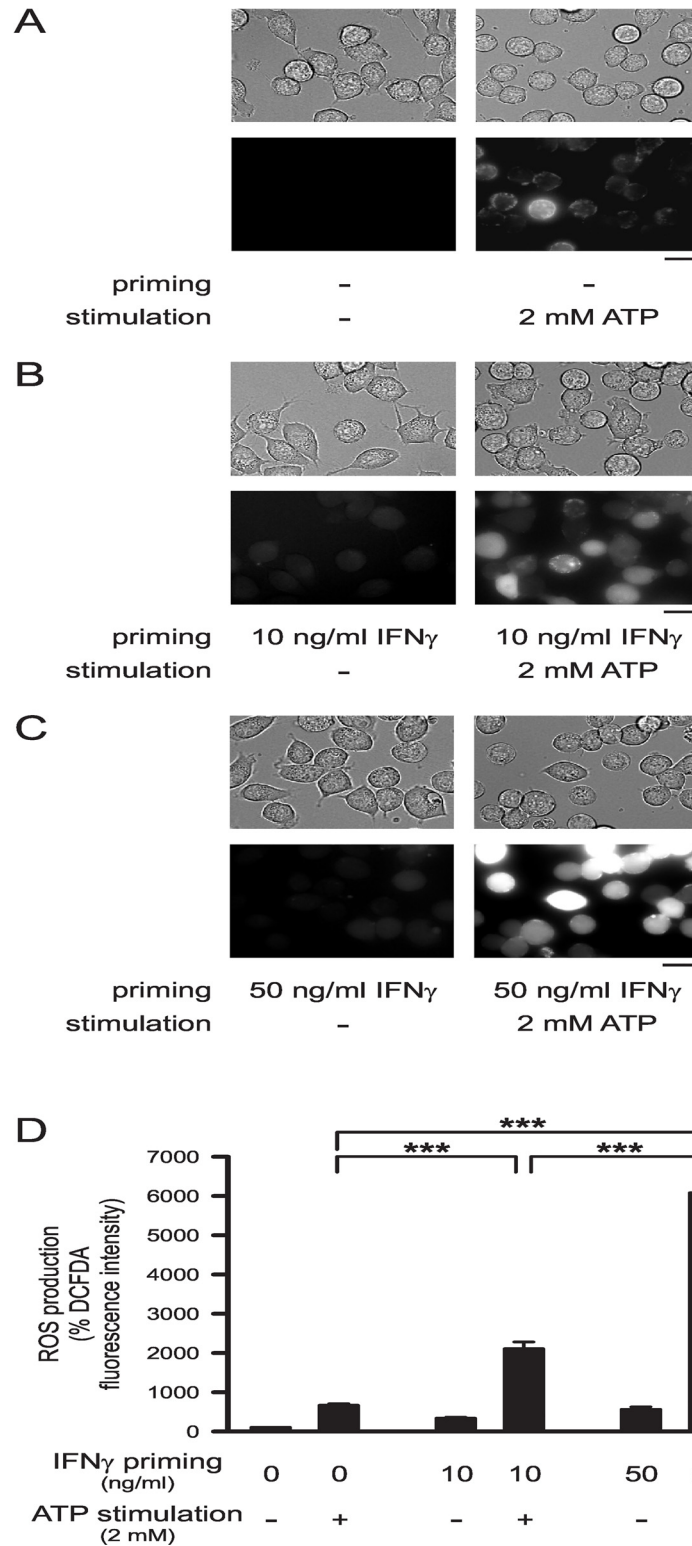 A
priming – –
stimulation – 2 mM ATP
B
priming 10 ng/ml IFNγ 10 ng/ml IFNγ
stimulation – 2 mM ATP
C
priming 50 ng/ml IFNγ 50 ng/ml IFNγ
stimulation – 2 mM ATP
D
***
*** ***
ROS production
(% DCFDA
fluorescence intensity)
7000
6000
5000
4000
3000
2000
1000
0
IFNγ priming 0 0 10 10 50
(ng/ml)
ATP stimulation – + – + –
(2 mM)